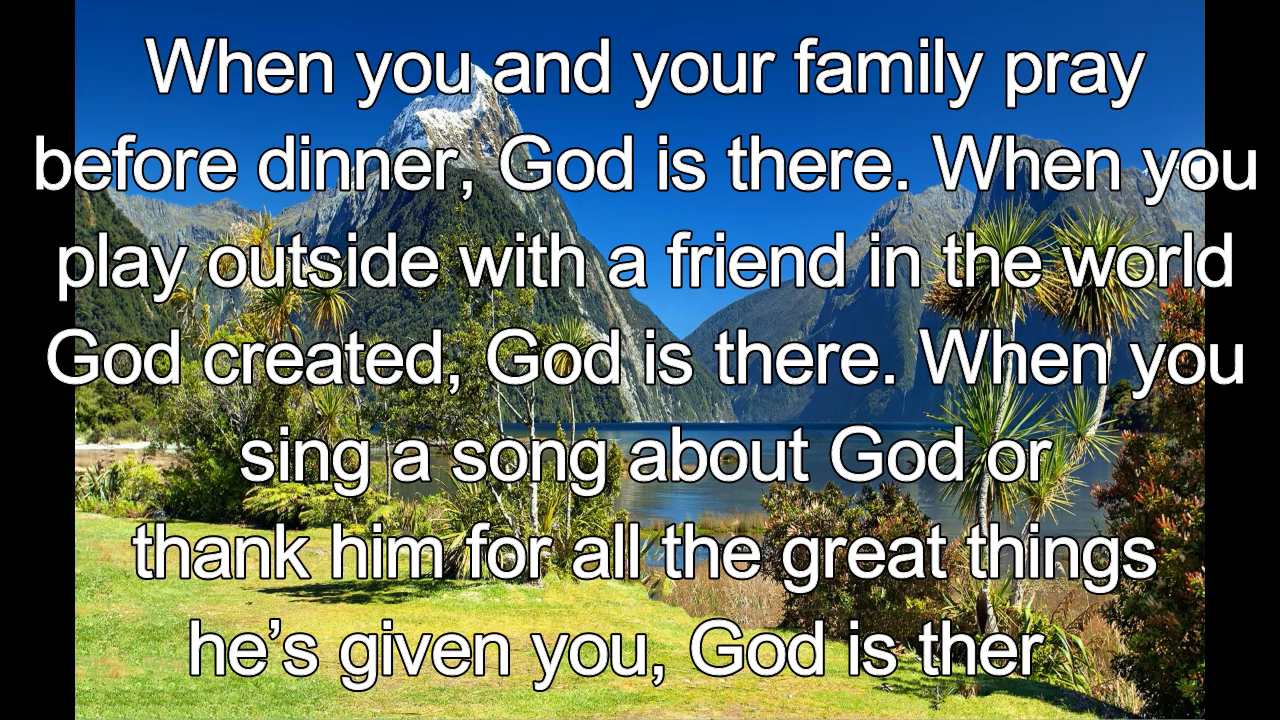 When you and your family pray
before dinner, God is there. When you
play outside with a friend in the world
God created, God is there. When you
sing a song about God or
thank him for all the great things
he’s given you, God is ther